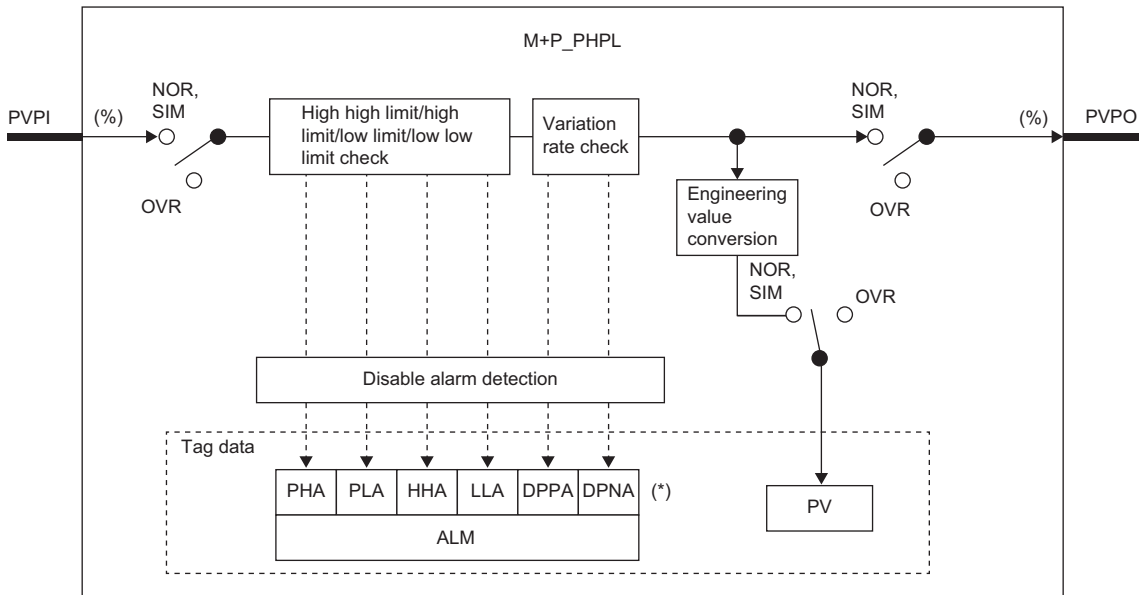 M+P_PHPL
PVPI
(%)
NOR,
SIM
OVR
High high limit/high
limit/low limit/low low
limit check
Variation
rate check
NOR,
SIM
OVR
(%)
PVPO
Engineering
value
conversion
NOR,
SIM
OVR
Disable alarm detection
Tag data
PHA PLA HHA LLA DPPA DPNA (*)
ALM
PV